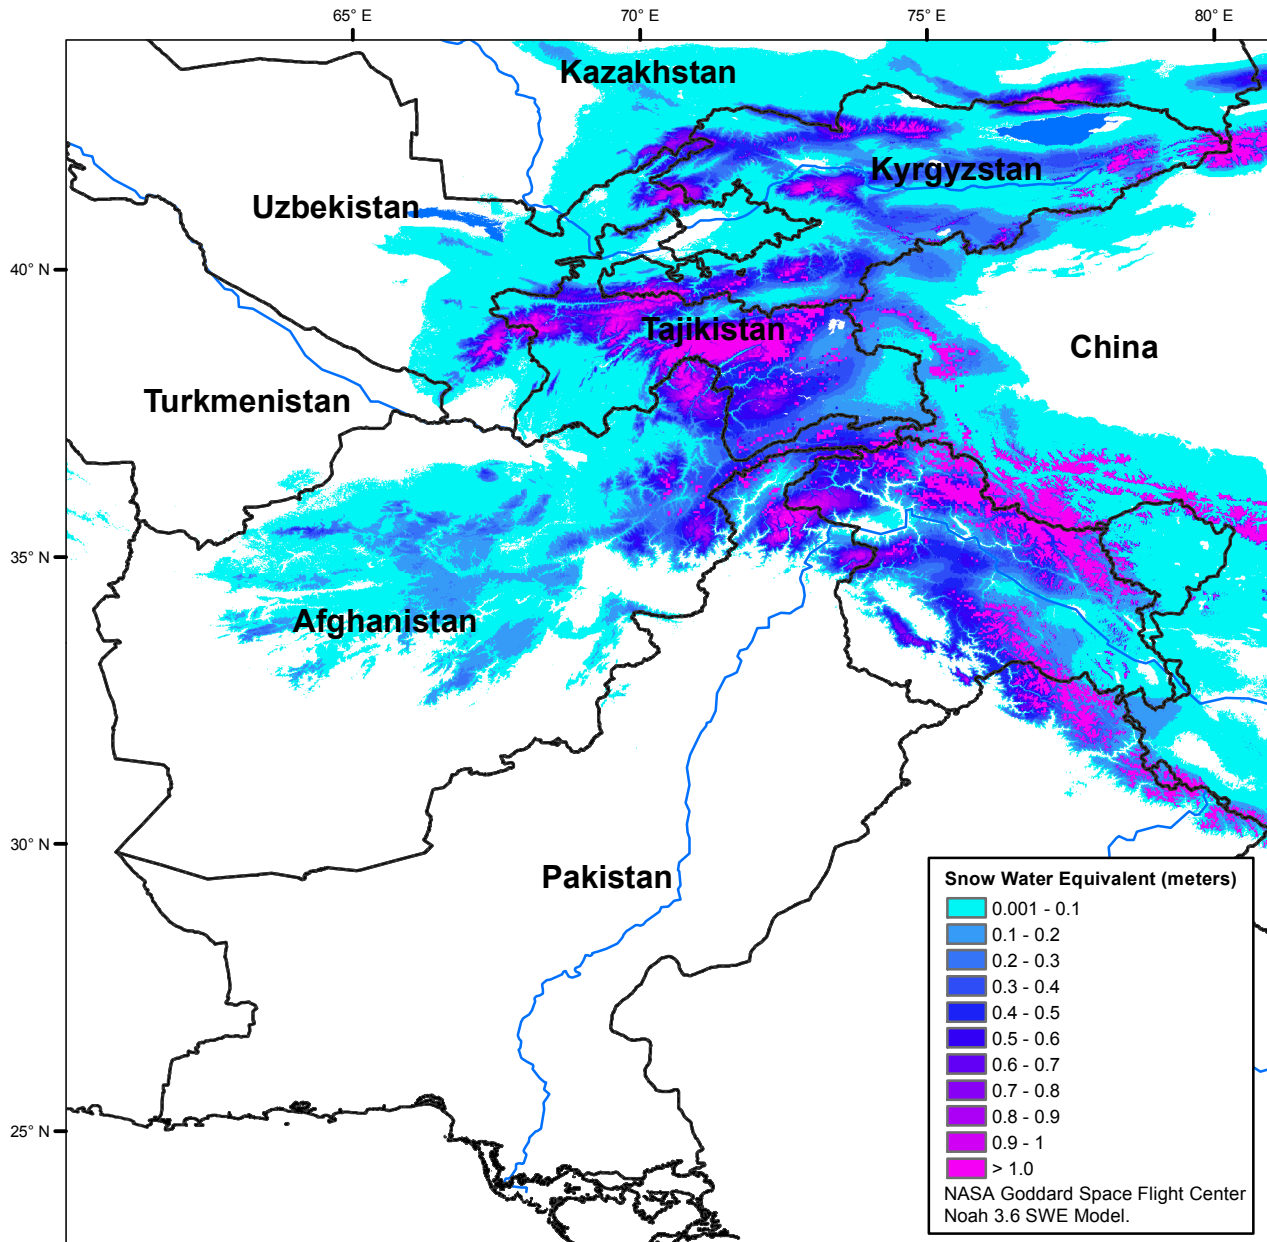 65° E
70° E
75° E
80° E
Kazakhstan
Kyrgyzstan
Uzbekistan
40° N
Tajikistan
China
Turkmenistan
35° N
Afghanistan
30° N
Pakistan
Snow Water Equivalent (meters)
0.001 - 0.1
0.1 - 0.2
0.2 - 0.3
0.3 - 0.4
0.4 - 0.5
0.5 - 0.6
0.6 - 0.7
0.7 - 0.8
0.8 - 0.9
0.9 - 1
> 1.0
NASA Goddard Space Flight Center
Noah 3.6 SWE Model.
25° N